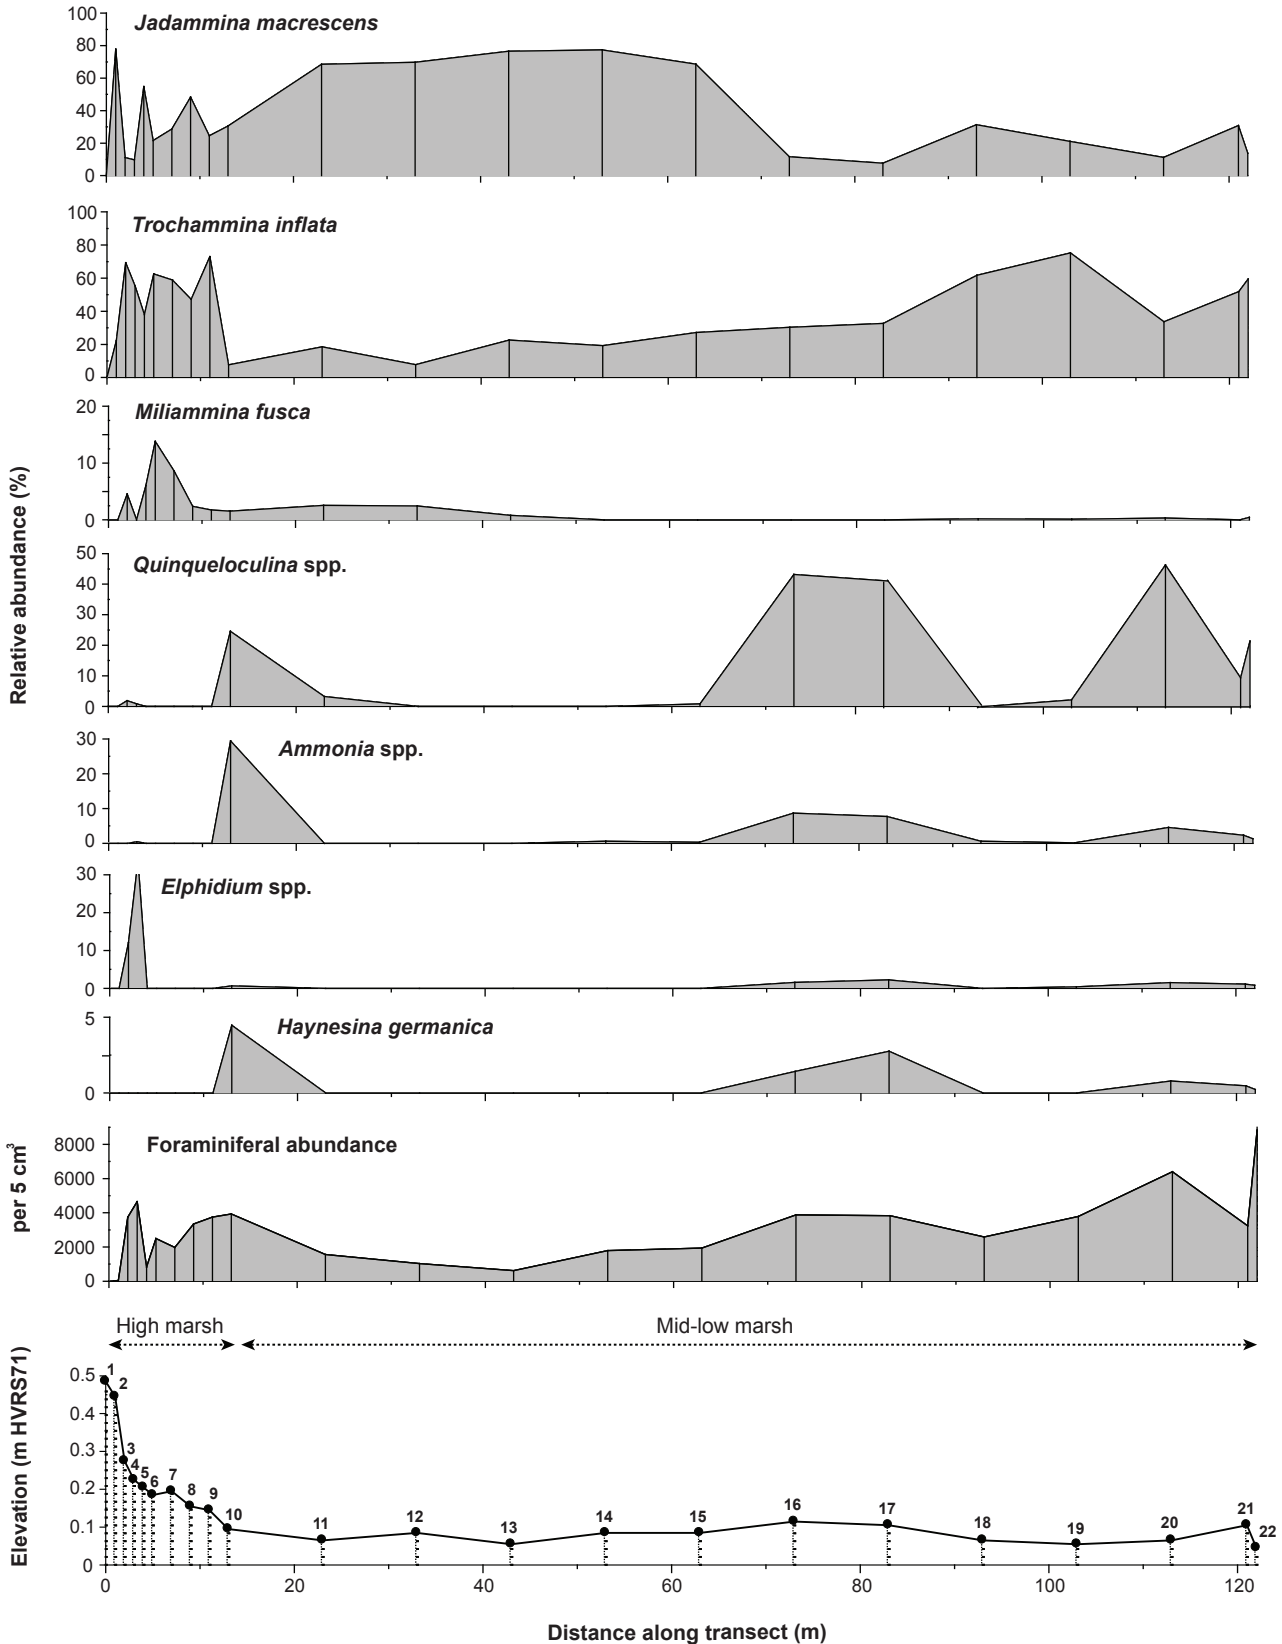 Jadammina macrescens
100
80
60
40
20
0
Trochammina inflata
100
80
60
40
20
0
Miliammina fusca
20
10
0
Relative abundance (%)
Quinqueloculina spp.
50
40
30
20
10
0
Ammonia spp.
30
20
10
0
Elphidium spp.
30
20
10
0
Haynesina germanica
5
0
Foraminiferal abundance
per 5 cm³
8000
6000
4000
2000
0
High marsh Mid-low marsh
Elevation (m HVRS71)
0.5
0.4
0.3
0.2
0.1
0
1 2 3 4 5 6 7 8 9 10 11 12 13 14 15 16 17 18 19 20 21 22
0 20 40 60 80 100 120
Distance along transect (m)